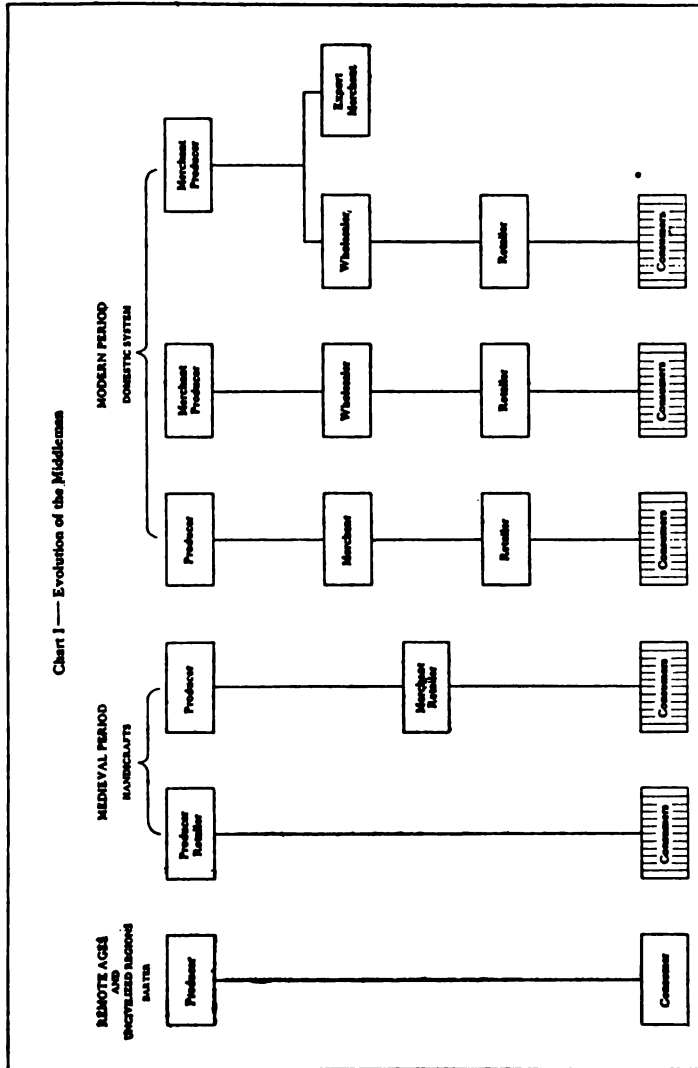 Chart 1 — Evolution of the Middleman
REMOTE AGES
AND
UNCIVILIZED REGIONS
BARTER
Producer
Consumer
MEDIEVAL PERIOD
HANDICRAFTS
Producer
Retailer
Consumers
Producer
Merchant
Retailer
Consumers
MODERN PERIOD
DOMESTIC SYSTEM
Producer
Merchant
Retailer
Consumers
Merchant
Producer
Wholesaler
Retailer
Consumers
Merchant
Producer
Wholesaler,
Export
Merchant
Retailer
Consumers